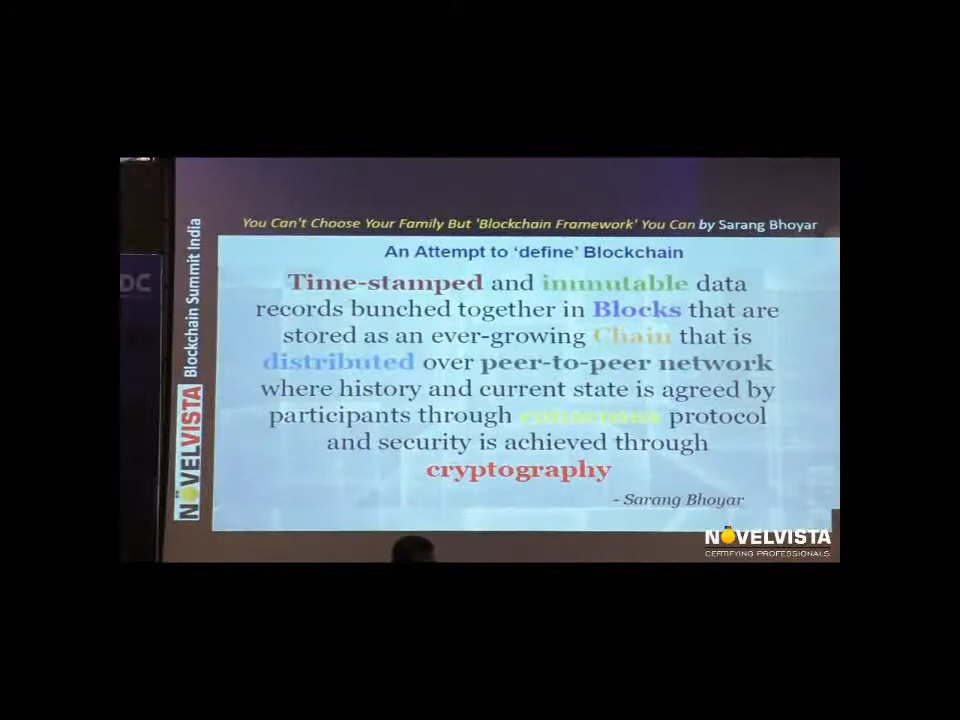 You Can't Choose Your Family But 'Blockchain Framework' You Can by Sarang Bhoyar
An Attempt to ‘define’ Blockchain
Time-stamped and immutable data
records bunched together in Blocks that are
stored as an ever-growing Chain that is
distributed over peer-to-peer network
where history and current state is agreed by
participants through consensus protocol
and security is achieved through
cryptography
- Sarang Bhoyar
NOVELVISTA Blockchain Summit India
DC
NOVELVISTA
CERTIFYING PROFESSIONALS